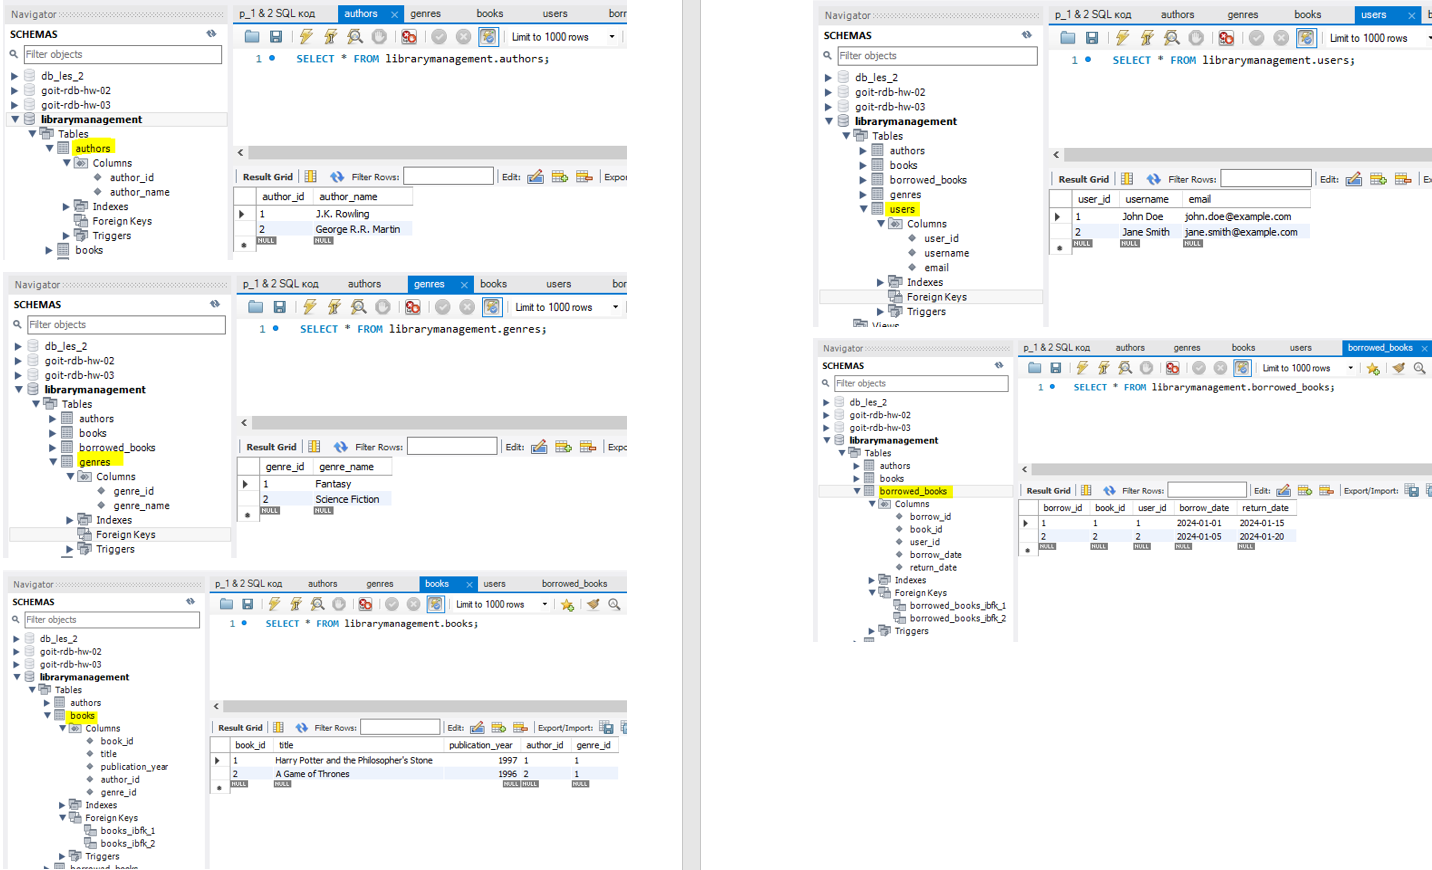 Navigator
SCHEMAS
Filter objects
db_les_2
goit-rdb-hw-02
goit-rdb-hw-03
librarymanagement
Tables
authors
Columns
author_id
author_name
Indexes
Foreign Keys
Triggers
books
p_1 & 2 SQL код authors genres books users bor
Limit to 1000 rows
1 SELECT * FROM librarymanagement.authors;
Result Grid Filter Rows: Edit: Expor
author_id author_name
1 J.K. Rowling
2 George R.R. Martin
NULL NULL
Navigator
SCHEMAS
Filter objects
db_les_2
goit-rdb-hw-02
goit-rdb-hw-03
librarymanagement
Tables
authors
books
borrowed_books
genres
Columns
genre_id
genre_name
Indexes
Foreign Keys
Triggers
p_1 & 2 SQL код authors genres books users bor
Limit to 1000 rows
1 SELECT * FROM librarymanagement.genres;
Result Grid Filter Rows: Edit: Expo
genre_id genre_name
1 Fantasy
2 Science Fiction
NULL NULL
Navigator
SCHEMAS
Filter objects
db_les_2
goit-rdb-hw-02
goit-rdb-hw-03
librarymanagement
Tables
authors
books
Columns
book_id
title
publication_year
author_id
genre_id
Indexes
Foreign Keys
books_ibfk_1
books_ibfk_2
Triggers
borrowed_books
p_1 & 2 SQL код authors genres books users borrowed_books
Limit to 1000 rows
1 SELECT * FROM librarymanagement.books;
Result Grid Filter Rows: Edit: Export/Import:
book_id title publication_year author_id genre_id
1 Harry Potter and the Philosopher's Stone 1997 1 1
2 A Game of Thrones 1996 2 1
NULL NULL NULL NULL NULL
Navigator
SCHEMAS
Filter objects
db_les_2
goit-rdb-hw-02
goit-rdb-hw-03
librarymanagement
Tables
authors
books
borrowed_books
genres
users
Columns
user_id
username
email
Indexes
Foreign Keys
Triggers
Views
p_1 & 2 SQL код authors genres books users b
Limit to 1000 rows
1 SELECT * FROM librarymanagement.users;
Result Grid Filter Rows: Edit: E
user_id username email
1 John Doe john.doe@example.com
2 Jane Smith jane.smith@example.com
NULL NULL NULL
Navigator
SCHEMAS
Filter objects
db_les_2
goit-rdb-hw-02
goit-rdb-hw-03
librarymanagement
Tables
authors
books
borrowed_books
Columns
borrow_id
book_id
user_id
borrow_date
return_date
Indexes
Foreign Keys
borrowed_books_ibfk_1
borrowed_books_ibfk_2
Triggers
p_1 & 2 SQL код authors genres books users borrowed_books
Limit to 1000 rows
1 SELECT * FROM librarymanagement.borrowed_books;
Result Grid Filter Rows: Edit: Export/Import:
borrow_id book_id user_id borrow_date return_date
1 1 1 2024-01-01 2024-01-15
2 2 2 2024-01-05 2024-01-20
NULL NULL NULL NULL NULL